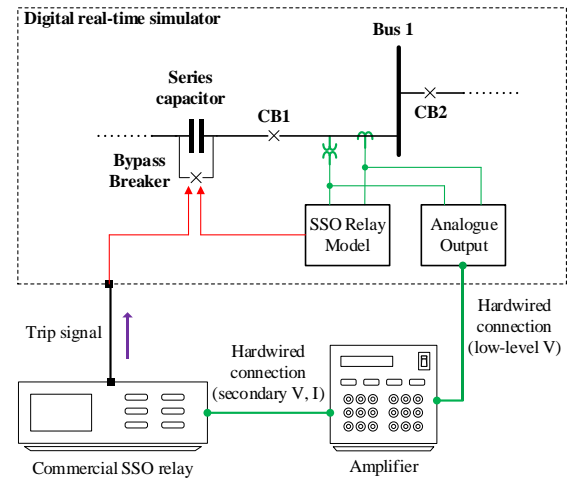 Digital real-time simulator
Bus 1
Series
capacitor
CB1
CB2
Bypass
Breaker
SSO Relay
Model
Analogue
Output
Trip signal
Hardwired
connection
(secondary V, I)
Hardwired
connection
(low-level V)
Commercial SSO relay
Amplifier